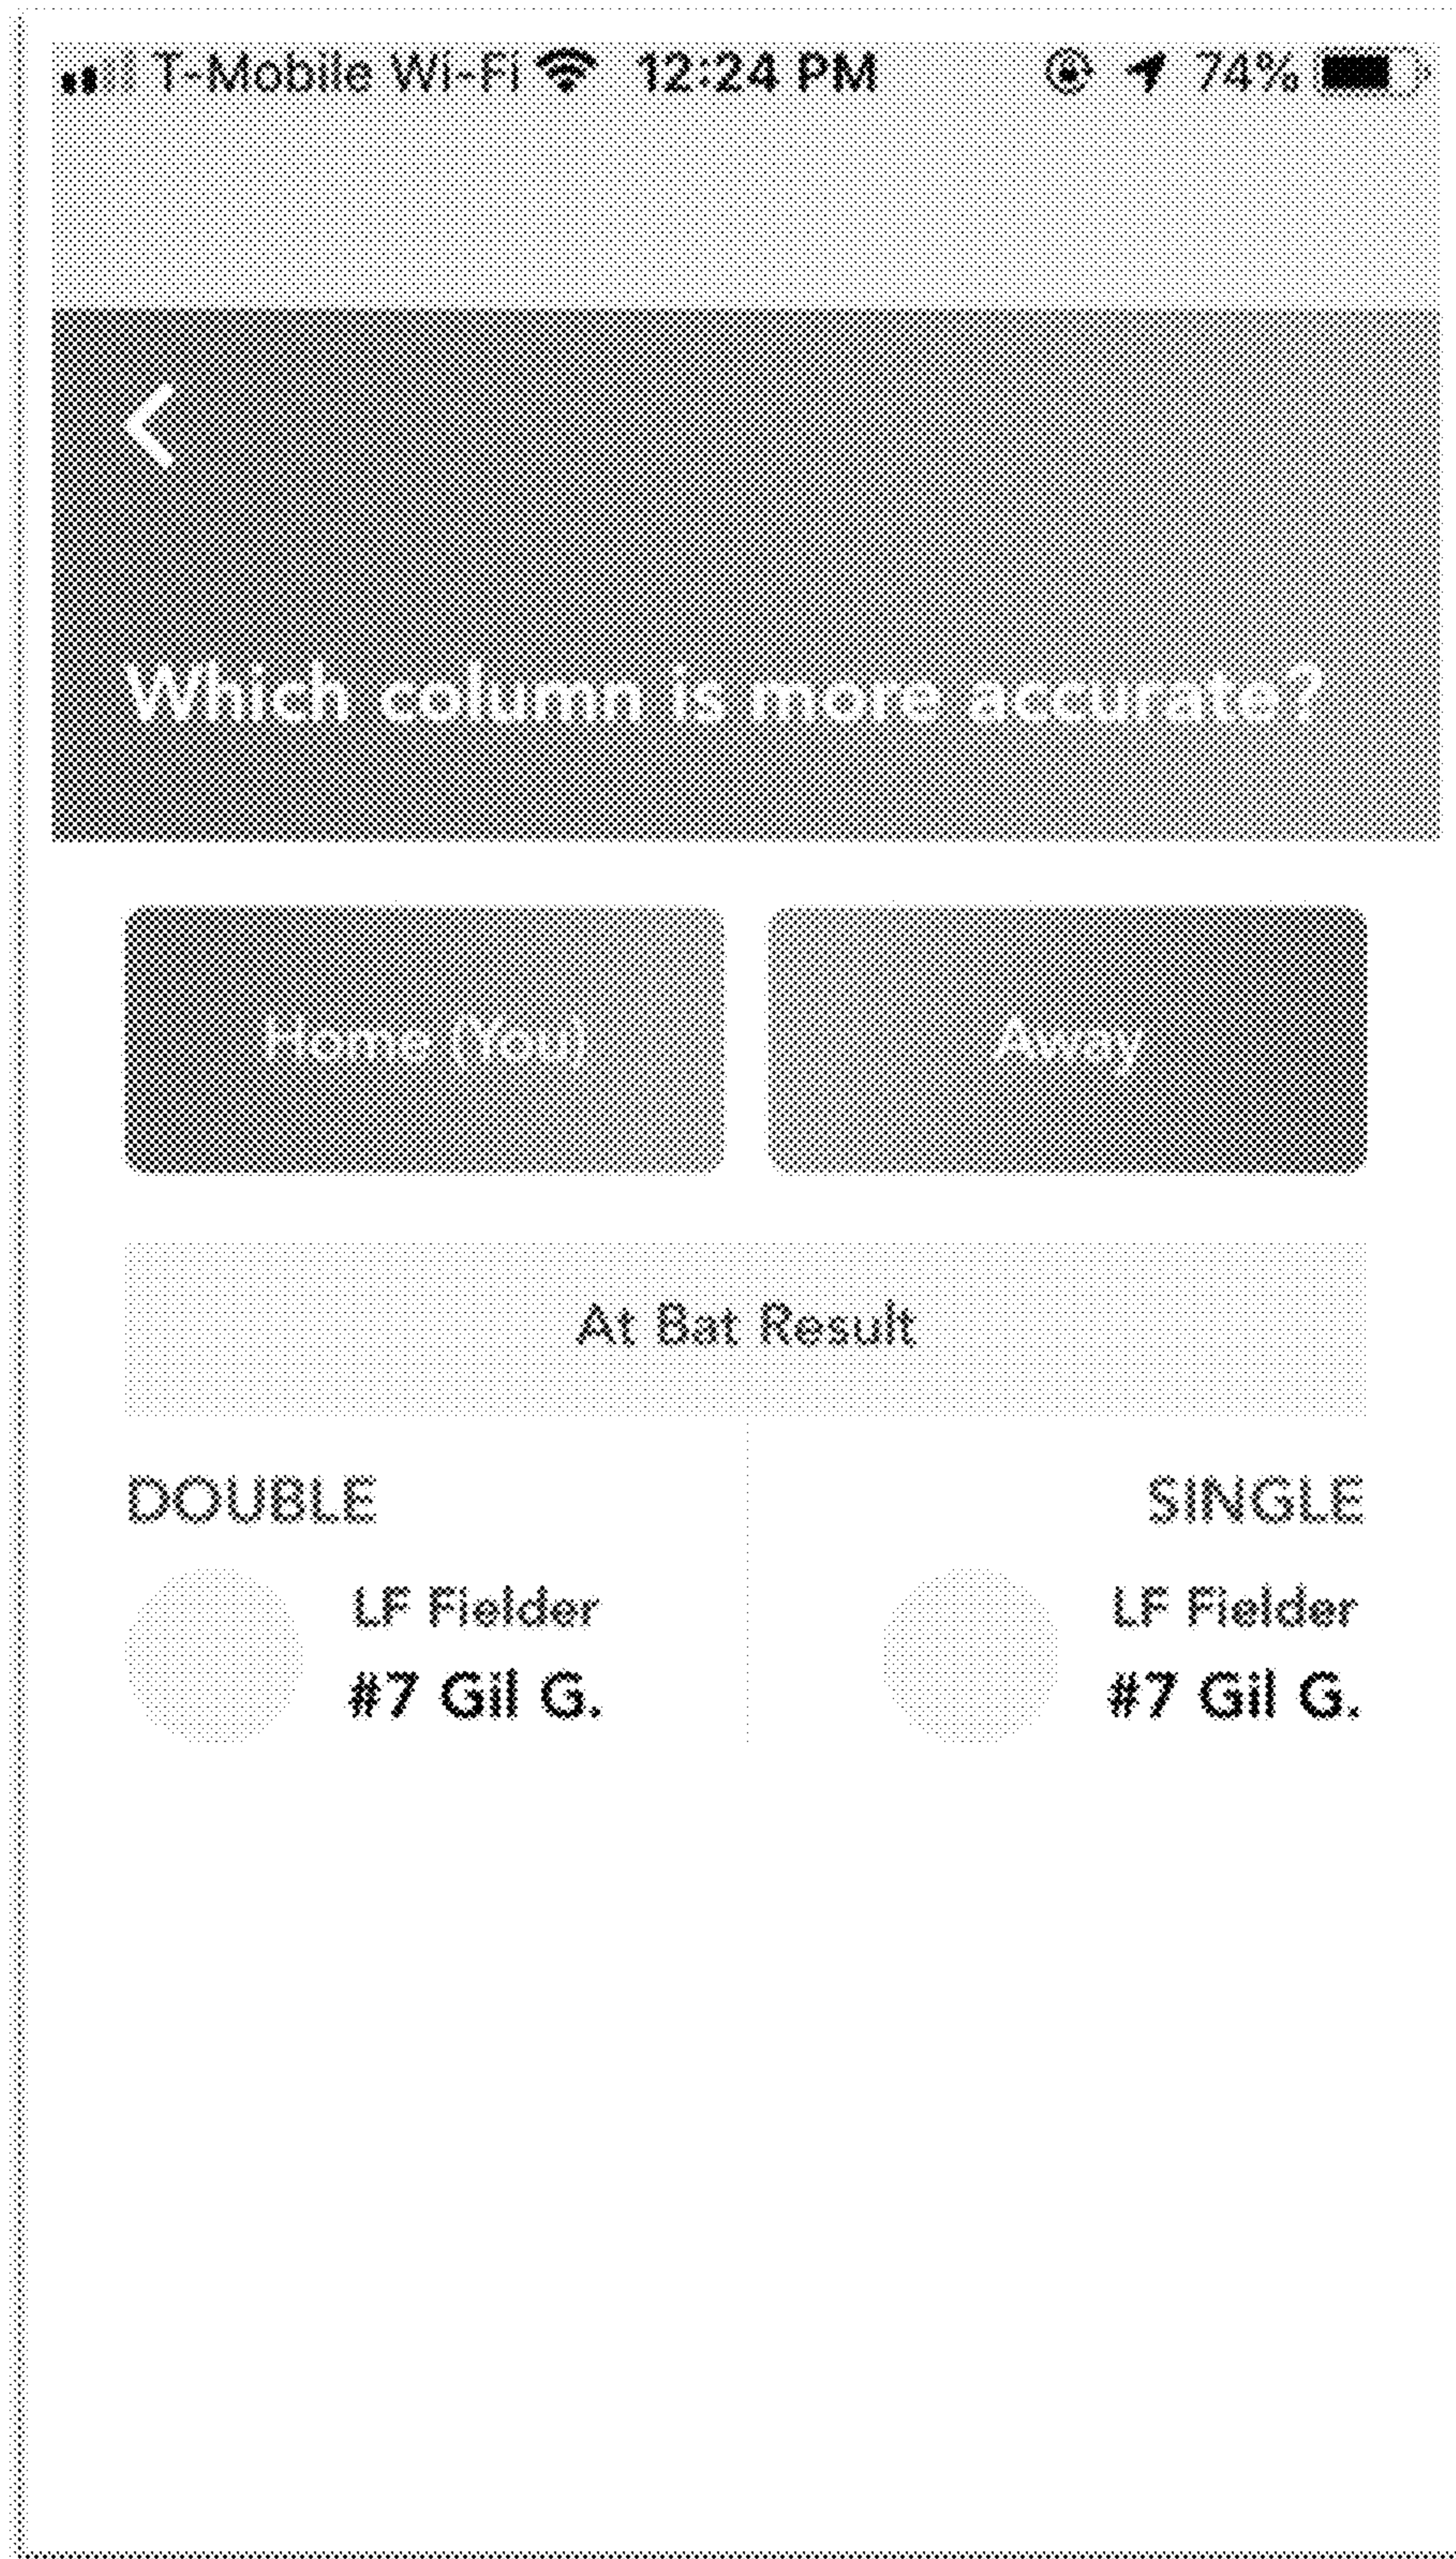 T-Mobile Wi-Fi 12:24 PM 74%
Which column is more accurate?
Home (You) Away
At Bat Result
DOUBLE SINGLE
LF Fielder LF Fielder
#7 Gil G. #7 Gil G.